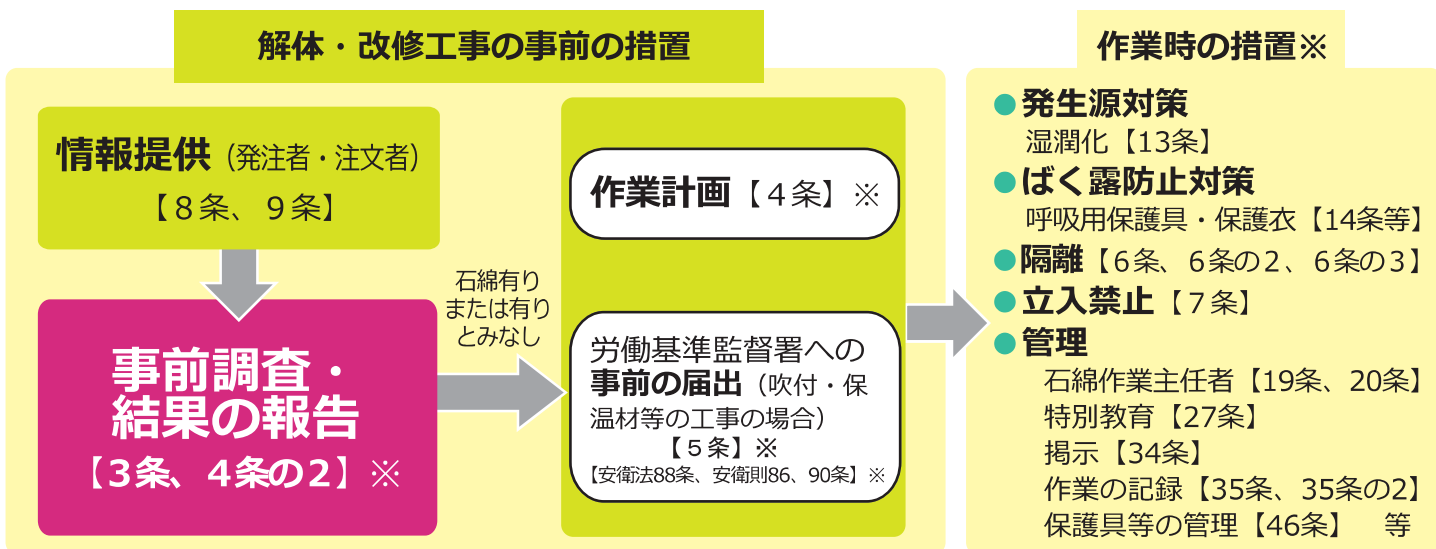 解体・改修工事の事前の措置
情報提供（発注者・注文者）
【８条、９条】
事前調査・
結果の報告
【３条、４条の２】※
石綿有り
または有り
とみなし
作業計画【４条】※
労働基準監督署への
事前の届出（吹付・保
温材等の工事の場合）
【５条】※
【安衛法88条、安衛則86、90条】※
作業時の措置※
●発生源対策
湿潤化【13条】
●ばく露防止対策
呼吸用保護具・保護衣【14条等】
●隔離【６条、６条の２、６条の３】
●立入禁止【７条】
●管理
石綿作業主任者【19条、20条】
特別教育【27条】
掲示【34条】
作業の記録【35条、35条の2】
保護具等の管理【46条】　等